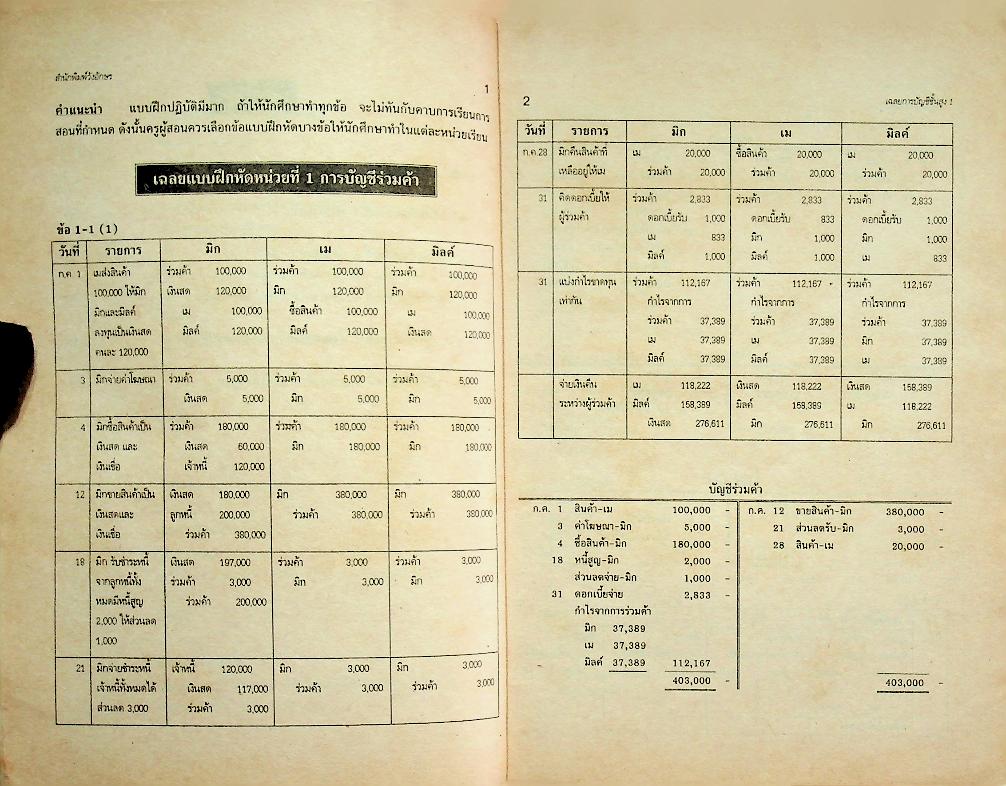 สำนักพิมพ์วังอักษร
1
คำแนะนำ แบบฝึกปฏิบัติมีมาก ถ้าให้นักศึกษาทำทุกข้อ จะไม่ทันกับคาบการเรียนการ
สอนที่กำหนด ดังนั้นครูผู้สอนควรเลือกข้อแบบฝึกหัดบางข้อให้นักศึกษาทำในแต่ละหน่วยเรียน
เฉลยแบบฝึกหัดหน่วยที่ 1 การบัญชีร่วมค้า
ข้อ 1-1 (1)
วันที่ รายการ มิก เม มิลค์
ก.ค 1 เมส่งสินค้า ร่วมค้า 100,000 ร่วมค้า 100,000 ร่วมค้า 100,000
100,000 ให้มิก เงินสด 120,000 มิก 120,000 มิก 120,000
มิกและมิลค์ เม 100,000 ซื้อสินค้า 100,000 เม 100,000
ลงทุนเป็นเงินสด มิลค์ 120,000 มิลค์ 120,000 เงินสด 120,000
คนละ 120,000
3 มิกจ่ายค่าโฆษณา ร่วมค้า 5,000 ร่วมค้า 5,000 ร่วมค้า 5,000
เงินสด 5,000 มิก 5,000 มิก 5,000
4 มิกซื้อสินค้าเป็น ร่วมค้า 180,000 ร่วมค้า 180,000 ร่วมค้า 180,000
เงินสด และ เงินสด 60,000 มิก 180,000 มิก 180,000
เงินเชื่อ เจ้าหนี้ 120,000
12 มิกขายสินค้าเป็น เงินสด 180,000 มิก 380,000 มิก 380,000
เงินสดและ ลูกหนี้ 200,000 ร่วมค้า 380,000 ร่วมค้า 380,000
เงินเชื่อ ร่วมค้า 380,000
18 มิก รับชำระหนี้ เงินสด 197,000 ร่วมค้า 3,000 ร่วมค้า 3,000
จากลูกหนี้ทั้ง ร่วมค้า 3,000 มิก 3,000 มิก 3,000
หมดมีหนี้สูญ ร่วมค้า 200,000
2,000 ให้ส่วนลด
1,000
21 มิกจ่ายชำระหนี้ เจ้าหนี้ 120,000 มิก 3,000 มิก 3,000
เจ้าหนี้ทั้งหมดได้ เงินสด 117,000 ร่วมค้า 3,000 ร่วมค้า 3,000
ส่วนลด 3,000 ร่วมค้า 3,000
2
เฉลยการบัญชีชั้นสูง 1
วันที่ รายการ มิก เม มิลค์
ก.ค.28 มิกคืนสินค้าที่ เม 20,000 ซื้อสินค้า 20,000 เม 20,000
เหลืออยู่ให้เม ร่วมค้า 20,000 ร่วมค้า 20,000 ร่วมค้า 20,000
31 คิดดอกเบี้ยให้ ร่วมค้า 2,833 ร่วมค้า 2,833 ร่วมค้า 2,833
ผู้ร่วมค้า ดอกเบี้ยรับ 1,000 ดอกเบี้ยรับ 833 ดอกเบี้ยรับ 1,000
เม 833 มิก 1,000 มิก 1,000
มิลค์ 1,000 มิลค์ 1,000 เม 833
31 แบ่งกำไรขาดทุน ร่วมค้า 112,167 ร่วมค้า 112,167 ร่วมค้า 112,167
เท่ากัน กำไรจากการ กำไรจากการ กำไรจากการ
ร่วมค้า 37,389 ร่วมค้า 37,389 ร่วมค้า 37,389
เม 37,389 เม 37,389 มิก 37,389
มิลค์ 37,389 มิลค์ 37,389 เม 37,389
จ่ายเงินคืน เม 118,222 เงินสด 118,222 เงินสด 158,389
ระหว่างผู้ร่วมค้า มิลค์ 158,389 มิลค์ 158,389 เม 118,222
เงินสด 276,611 มิก 276,611 มิก 276,611
บัญชีร่วมค้า
ก.ค. 1 สินค้า-เม 100,000 - ก.ค. 12 ขายสินค้า-มิก 380,000 -
3 ค่าโฆษณา-มิก 5,000 - 21 ส่วนลดรับ-มิก 3,000 -
4 ซื้อสินค้า-มิก 180,000 - 28 สินค้า-เม 20,000 -
18 หนี้สูญ-มิก 2,000 -
ส่วนลดจ่าย-มิก 1,000 -
31 ดอกเบี้ยจ่าย 2,833 -
กำไรจากการร่วมค้า
มิก 37,389
เม 37,389
มิลค์ 37,389 112,167
403,000 - 403,000 -